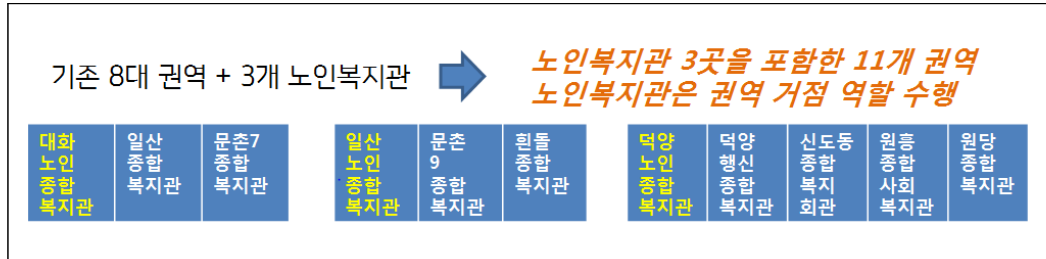 기존 8대 권역 + 3개 노인복지관
노인복지관 3곳을 포함한 11개 권역
노인복지관은 권역 거점 역할 수행
대화
노인
종합
복지관
일산
종합
복지관
문촌7
종합
복지관
일산
노인
종합
복지관
문촌
9
종합
복지관
흰돌
종합
복지관
덕양
노인
종합
복지관
덕양
행신
종합
복지관
신도동
종합
복지
회관
원흥
종합
사회
복지관
원당
종합
복지관